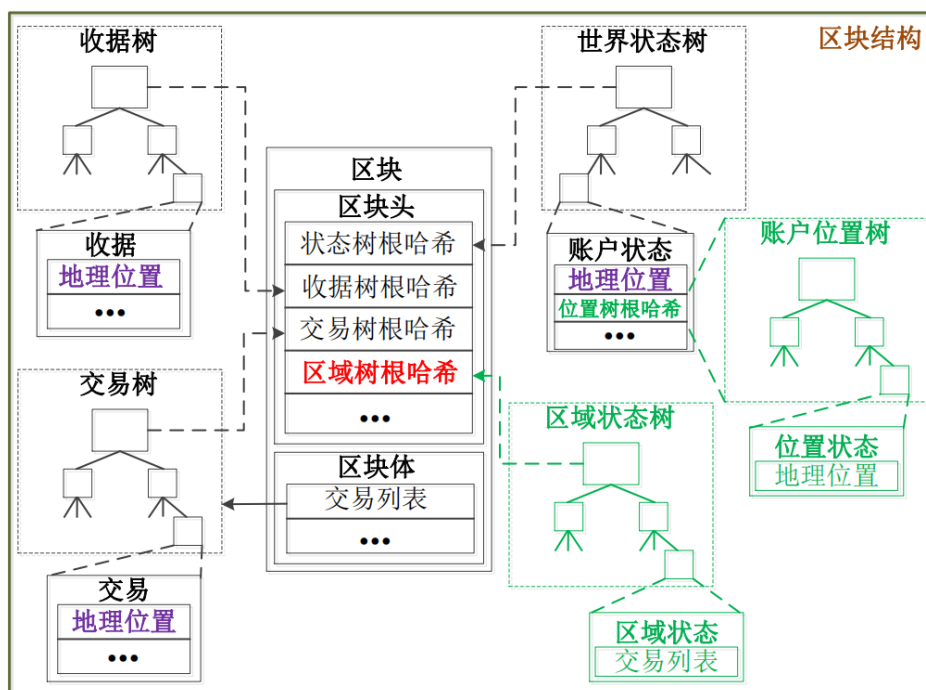 区块结构
收据树
收据
地理位置
•••
交易树
交易
地理位置
•••
区块
区块头
状态树根哈希
收据树根哈希
交易树根哈希
区域树根哈希
•••
区块体
交易列表
•••
世界状态树
账户状态
地理位置
位置树根哈希
•••
账户位置树
位置状态
地理位置
区域状态树
区域状态
交易列表